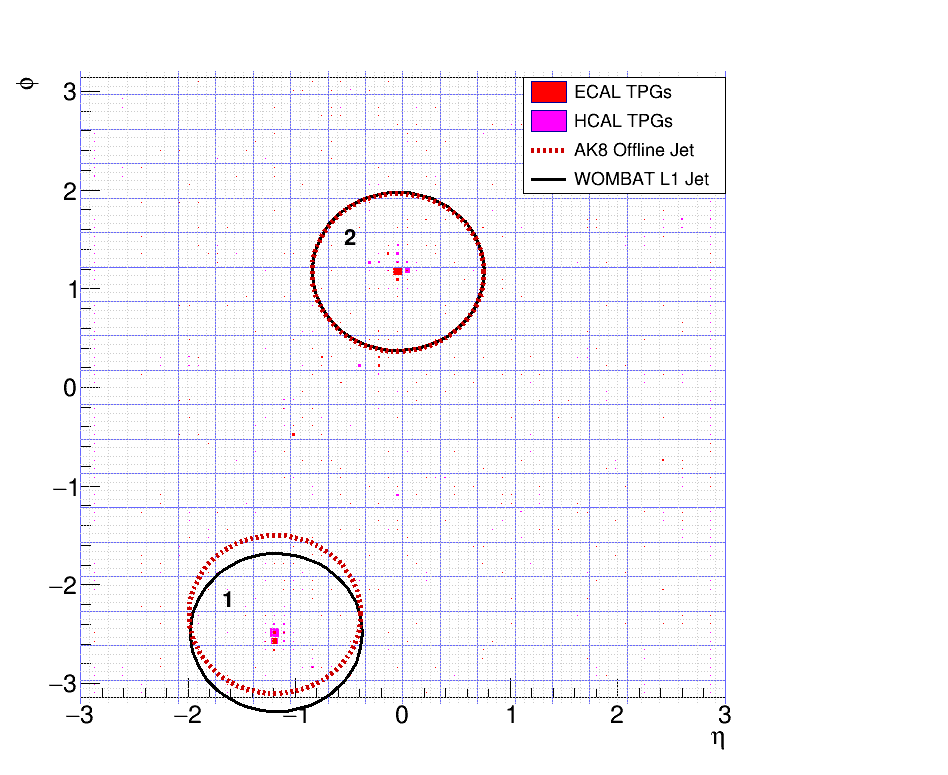 ϕ
3
2
1
0
−1
−2
−3
ECAL TPGs
HCAL TPGs
AK8 Offline Jet
WOMBAT L1 Jet
2
1
−3 −2 −1 0 1 2 3
η